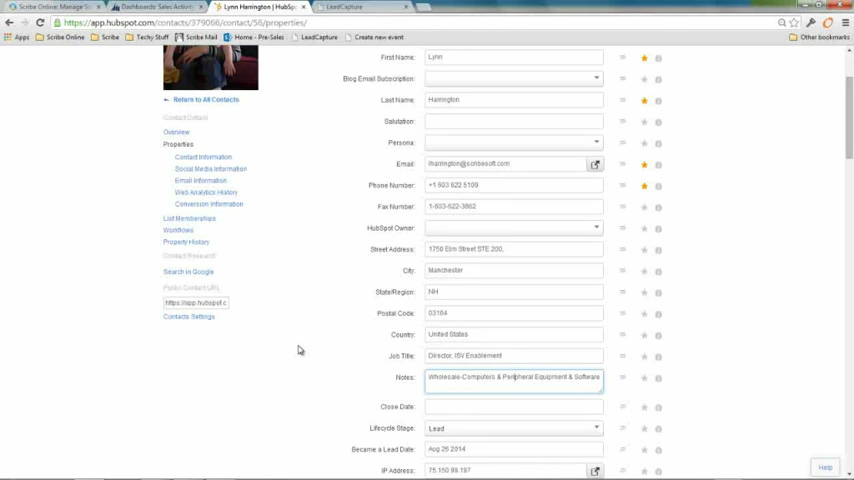 Scribe Online: Manage S
Dashboards: Sales Activity
Lynn Harrington | HubSpo
LeadCapture
https://app.hubspot.com/contacts/379066/contact/56/properties/
Apps
Scribe Online
Scribe
Techy Stuff
Scribe Mail
Home - Pre-Sales
LeadCapture
Create new event
Other bookmarks
First Name: Lynn
Blog Email Subscription:
Return to All Contacts
Last Name: Harrington
Contact Details
Salutation:
Overview
Properties
Persona:
Contact Information
Email: lharrington@scribesoft.com
Social Media Information
Email Information
Phone Number: +1 603 622 5109
Web Analytics History
Conversion Information
Fax Number: 1-603-622-3862
List Memberships
Workflows
HubSpot Owner:
Property History
Street Address: 1750 Elm Street STE 200,
Contact Research
Search in Google
City: Manchester
Public Contact URL
State/Region: NH
https://app.hubspot.c
Contacts Settings
Postal Code: 03104
Country: United States
Job Title: Director, ISV Enablement
Notes: Wholesale-Computers & Peripheral Equipment & Software
Close Date:
Lifecycle Stage: Lead
Became a Lead Date: Aug 26 2014
IP Address: 75.150.99.197
Help